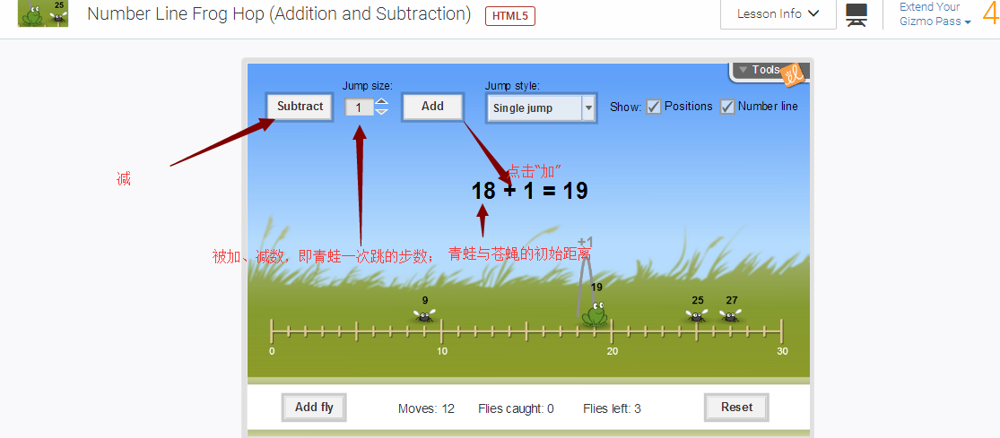 25
Number Line Frog Hop (Addition and Subtraction)
HTML5
Lesson Info
Extend Your
Gizmo Pass
4
Tools
Jump size:
Jump style:
Subtract
1
Add
Single jump
Show:
Positions
Number line
减
点击“加”
18 + 1 = 19
+1
被加、减数，即青蛙一次跳的步数；
青蛙与苍蝇的初始距离
19
9
25
27
0
10
20
30
Add fly
Moves: 12
Flies caught: 0
Flies left: 3
Reset